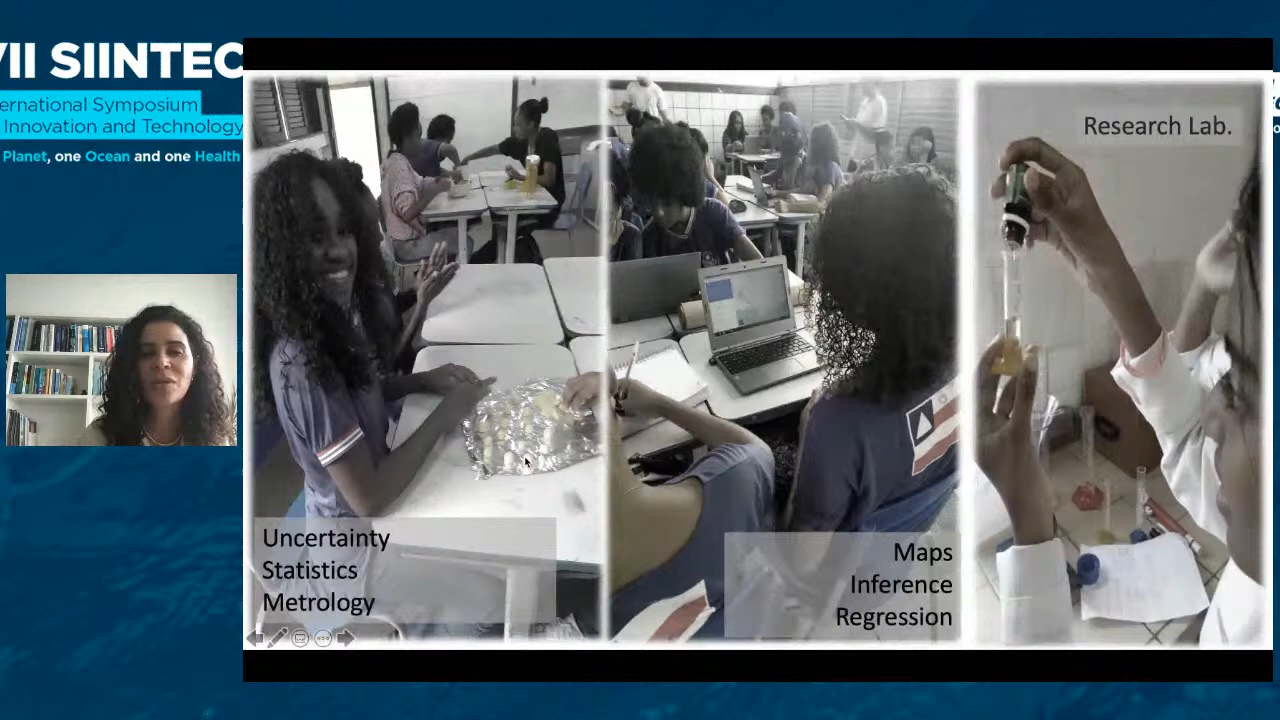 VII SIINTEC
ernational Symposium
Innovation and Technology
Planet, one Ocean and one Health
Research Lab.
Uncertainty
Statistics
Metrology
Maps
Inference
Regression